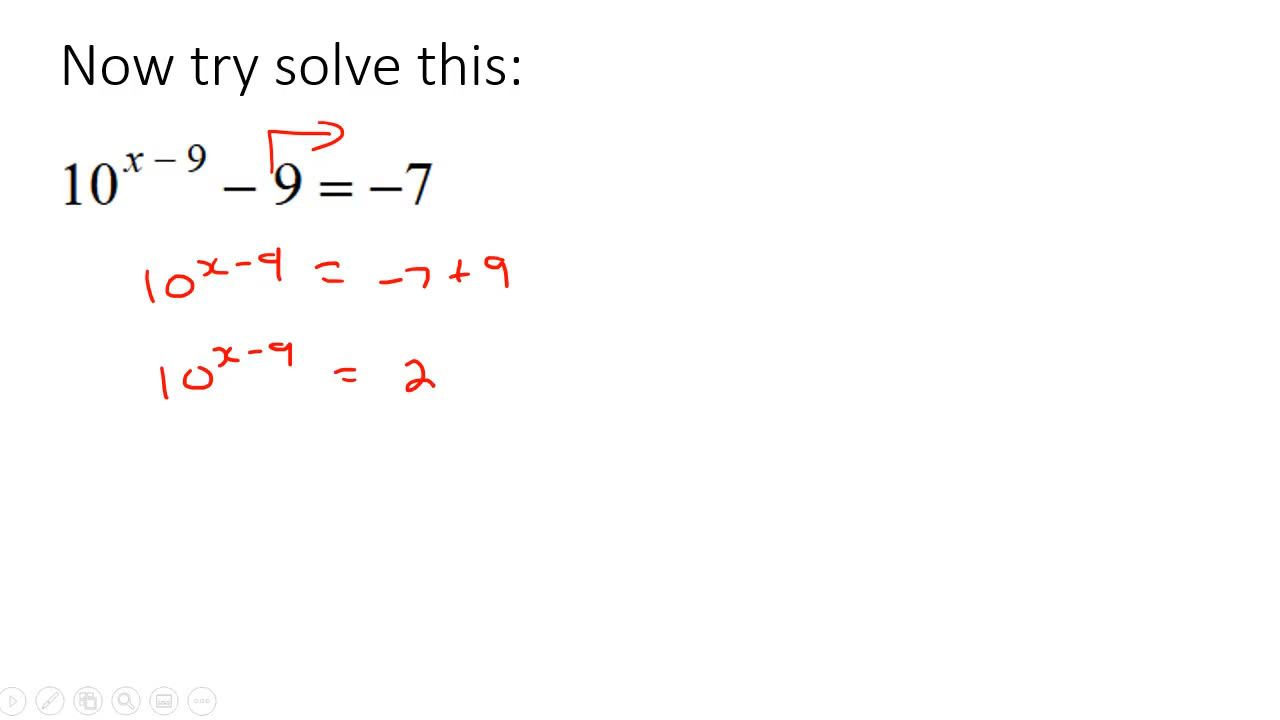 Now try solve this:
10^{x − 9} − 9 = −7
10^{x−9} = −7 + 9
10^{x−9} = 2